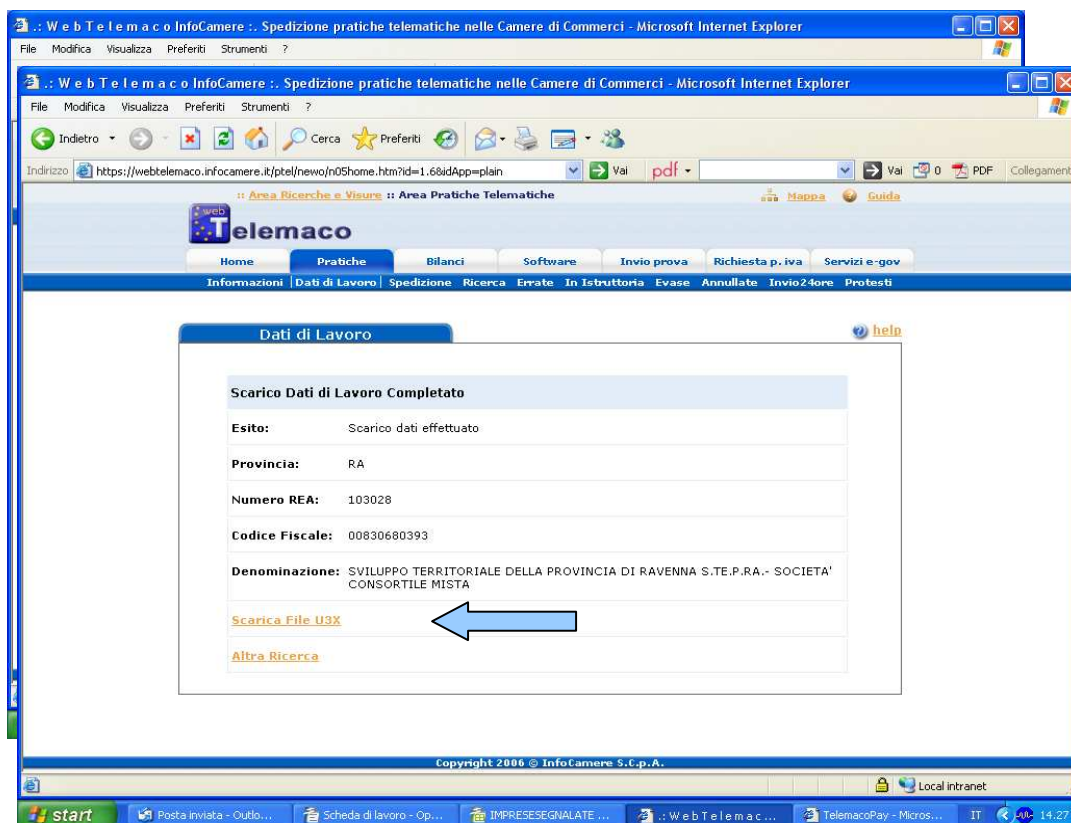 .: W e b T e l e m a c o InfoCamere :. Spedizione pratiche telematiche nelle Camere di Commerci - Microsoft Internet Explorer
File Modifica Visualizza Preferiti Strumenti ?
.: W e b T e l e m a c o InfoCamere :. Spedizione pratiche telematiche nelle Camere di Commerci - Microsoft Internet Explorer
File Modifica Visualizza Preferiti Strumenti ?
Indietro Cerca Preferiti
Indirizzo https://webtelemaco.infocamere.it/ptel/newo/n05home.htm?id=1.6&idApp=plain Vai pdf Vai 0 PDF Collegament
:: Area Ricerche e Visure :: Area Pratiche Telematiche Mappa Guida
web Telemaco
Home Pratiche Bilanci Software Invio prova Richiesta p. iva Servizi e-gov
Informazioni | Dati di Lavoro | Spedizione Ricerca Errate In Istruttoria Evase Annullate Invio24ore Protesti
Dati di Lavoro help
Scarico Dati di Lavoro Completato
Esito: Scarico dati effettuato
Provincia: RA
Numero REA: 103028
Codice Fiscale: 00830680393
Denominazione: SVILUPPO TERRITORIALE DELLA PROVINCIA DI RAVENNA S.TE.P.RA.- SOCIETA'
CONSORTILE MISTA
Scarica File U3X
Altra Ricerca
Copyright 2006 © InfoCamere S.C.p.A.
Local intranet
start Posta inviata - Outlo... Scheda di lavoro - Op... IMPRESESEGNALATE ... .: W e b T e l e m a c ... TelemacoPay - Micros... IT 14.27